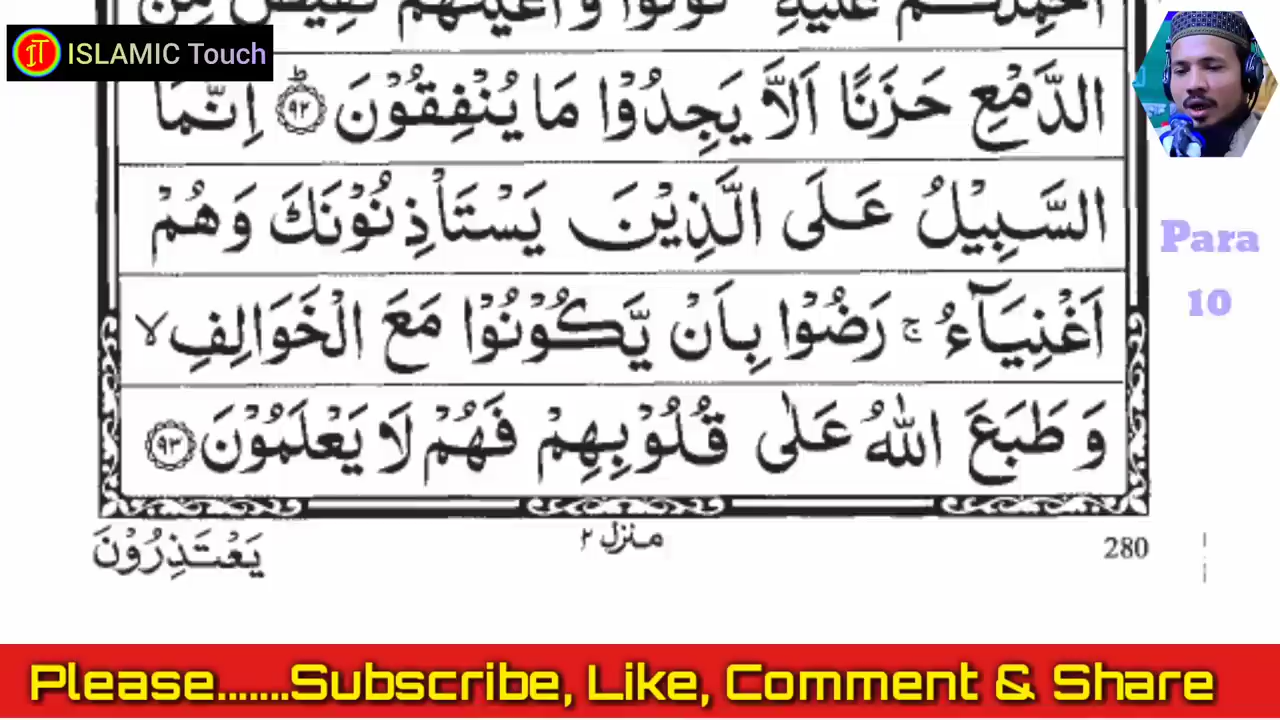 ISLAMIC Touch
الدَّمْعِ حَزَنًا اَلَّا يَجِدُوْا مَا يُنْفِقُوْنَ ؕ۝۹۲ اِنَّمَا
السَّبِيْلُ عَلَى الَّذِيْنَ يَسْتَاْذِنُوْنَكَ وَهُمْ
اَغْنِيَآءُ ۚ رَضُوْا بِاَنْ يَّكُوْنُوْا مَعَ الْخَوَالِفِ ۙ
وَ طَبَعَ اللّٰهُ عَلٰى قُلُوْبِهِمْ فَهُمْ لَا يَعْلَمُوْنَ ۝۹۳
يَعْتَذِرُوْنَ
منزل ۲
280
Para
10
Please.......Subscribe, Like, Comment & Share